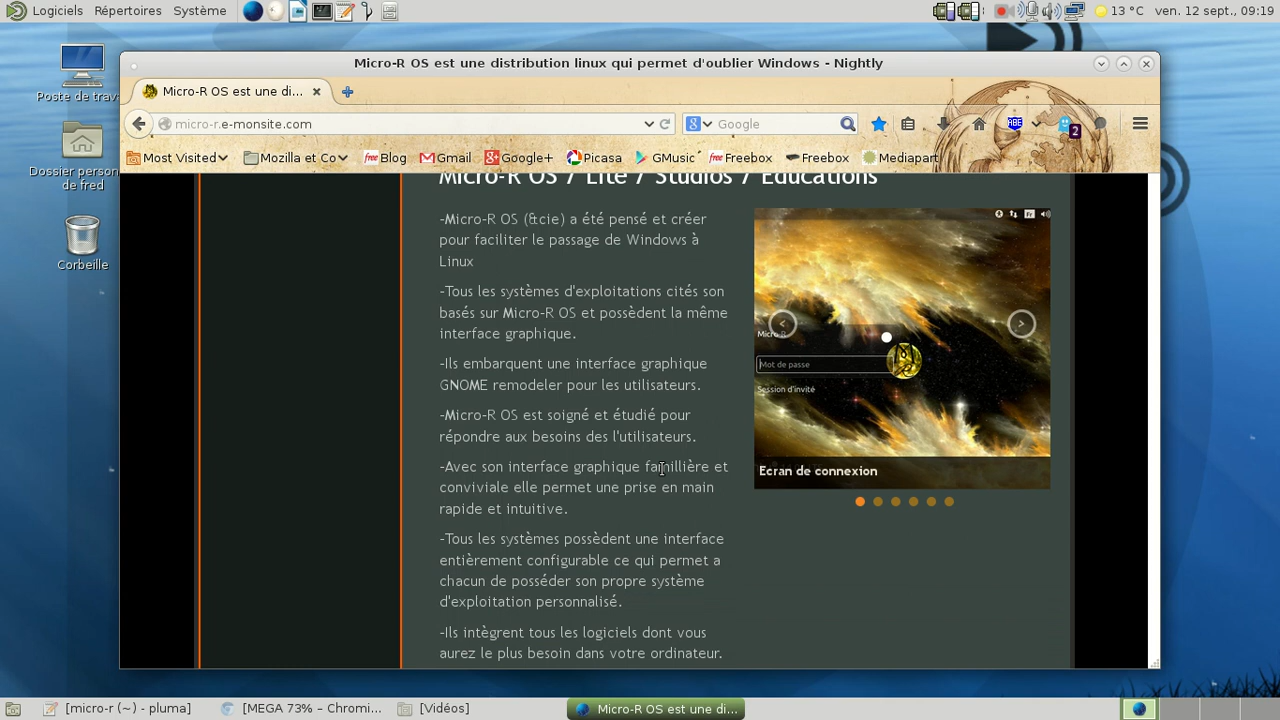 Logiciels Répertoires Système 13 °C ven. 12 sept., 09:19
Poste de trav
Dossier person
de fred
Corbeille
Micro-R OS est une distribution linux qui permet d'oublier Windows - Nightly
Micro-R OS est une di...
micro-r.e-monsite.com Google ABE 2
Most Visited Mozilla et Co free Blog Gmail Google+ Picasa GMusic free Freebox Freebox Mediapart
Micro-R OS / Lite / Studios / Educations
-Micro-R OS (&cie) a été pensé et créer
pour faciliter le passage de Windows à
Linux
-Tous les systèmes d'exploitations cités son
basés sur Micro-R OS et possèdent la même
interface graphique.
-Ils embarquent une interface graphique
GNOME remodeler pour les utilisateurs.
-Micro-R OS est soigné et étudié pour
répondre aux besoins des l'utilisateurs.
-Avec son interface graphique famillière et
conviviale elle permet une prise en main
rapide et intuitive.
-Tous les systèmes possèdent une interface
entièrement configurable ce qui permet a
chacun de posséder son propre système
d'exploitation personnalisé.
-Ils intègrent tous les logiciels dont vous
aurez le plus besoin dans votre ordinateur.
Fr
Micro-R
Mot de passe
Session d'invité
Ecran de connexion
[micro-r (~) - pluma] [MEGA 73% – Chromi... [Vidéos] Micro-R OS est une di...